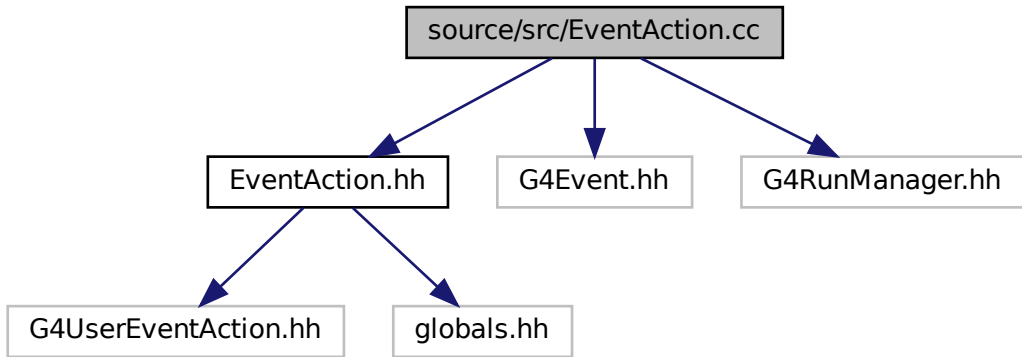 source/src/EventAction.cc
EventAction.hh
G4Event.hh
G4RunManager.hh
G4UserEventAction.hh
globals.hh